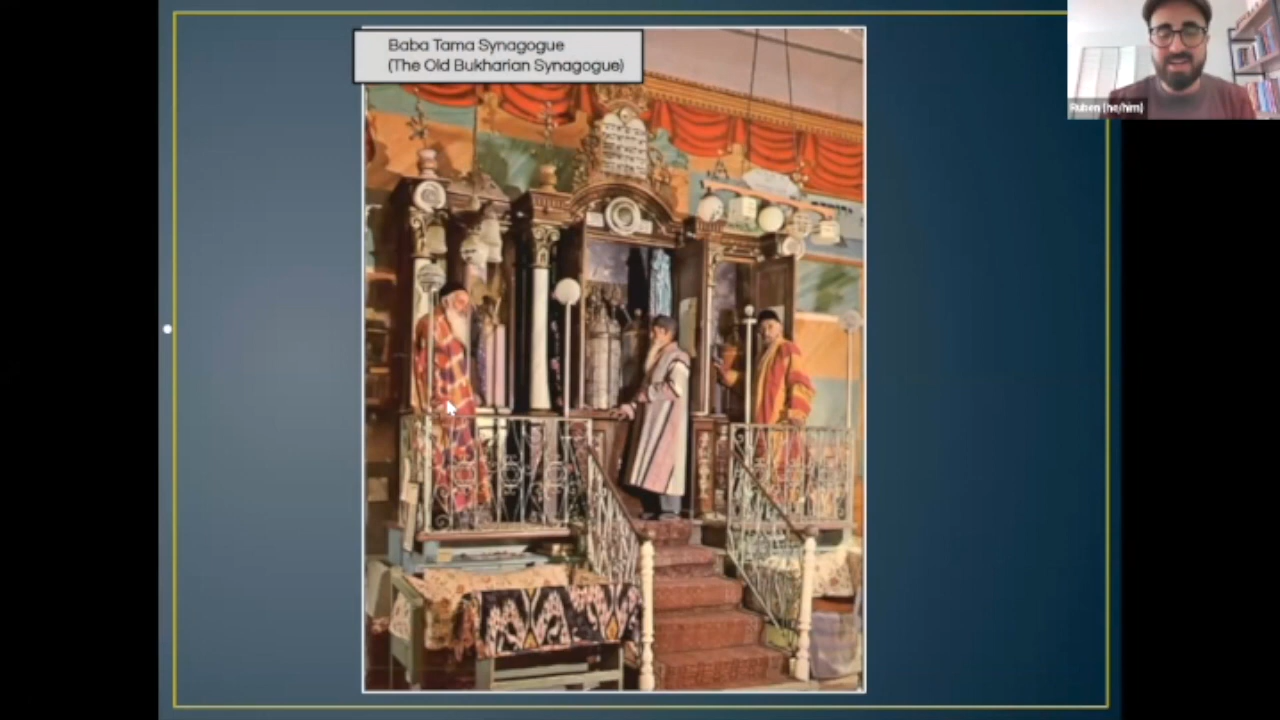 Baba Tama Synagogue
(The Old Bukharian Synagogue)
Ruben (he/him)